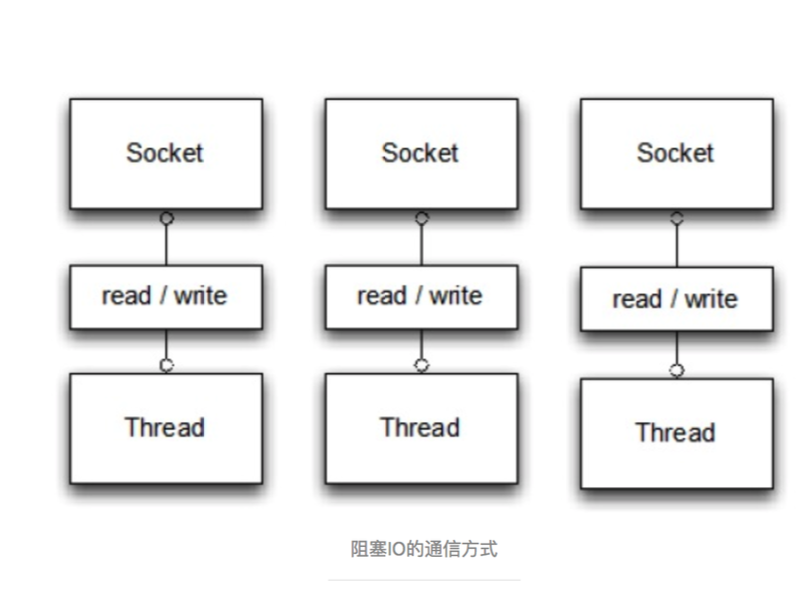 Socket
Socket
Socket
read / write
read / write
read / write
Thread
Thread
Thread
阻塞IO的通信方式